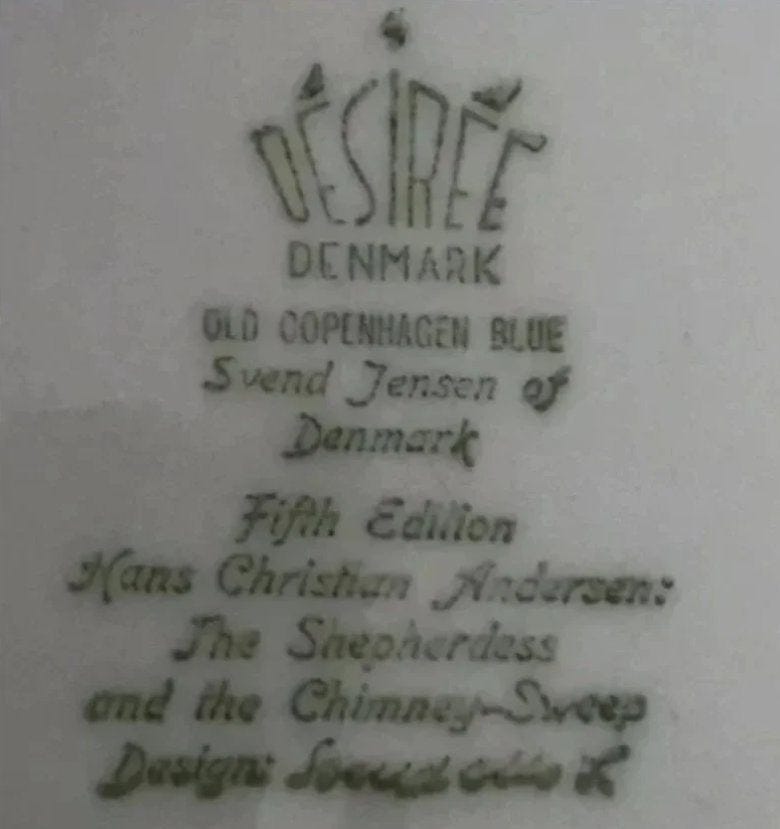 DÉSIRÉE
DENMARK
OLD COPENHAGEN BLUE
Svend Jensen of
Denmark
Fifth Edition
Hans Christian Andersen:
The Shepherdess
and the Chimney-Sweep
Design: